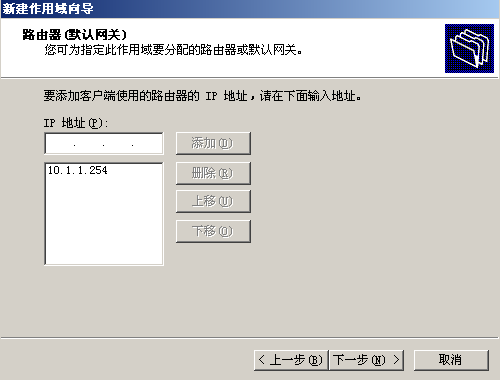 新建作用域向导
路由器(默认网关)
您可为指定此作用域要分配的路由器或默认网关。
要添加客户端使用的路由器的 IP 地址，请在下面输入地址。
IP 地址(P):
. . .
添加(D)
10.1.1.254
删除(R)
上移(U)
下移(O)
< 上一步(B)
下一步(N) >
取消